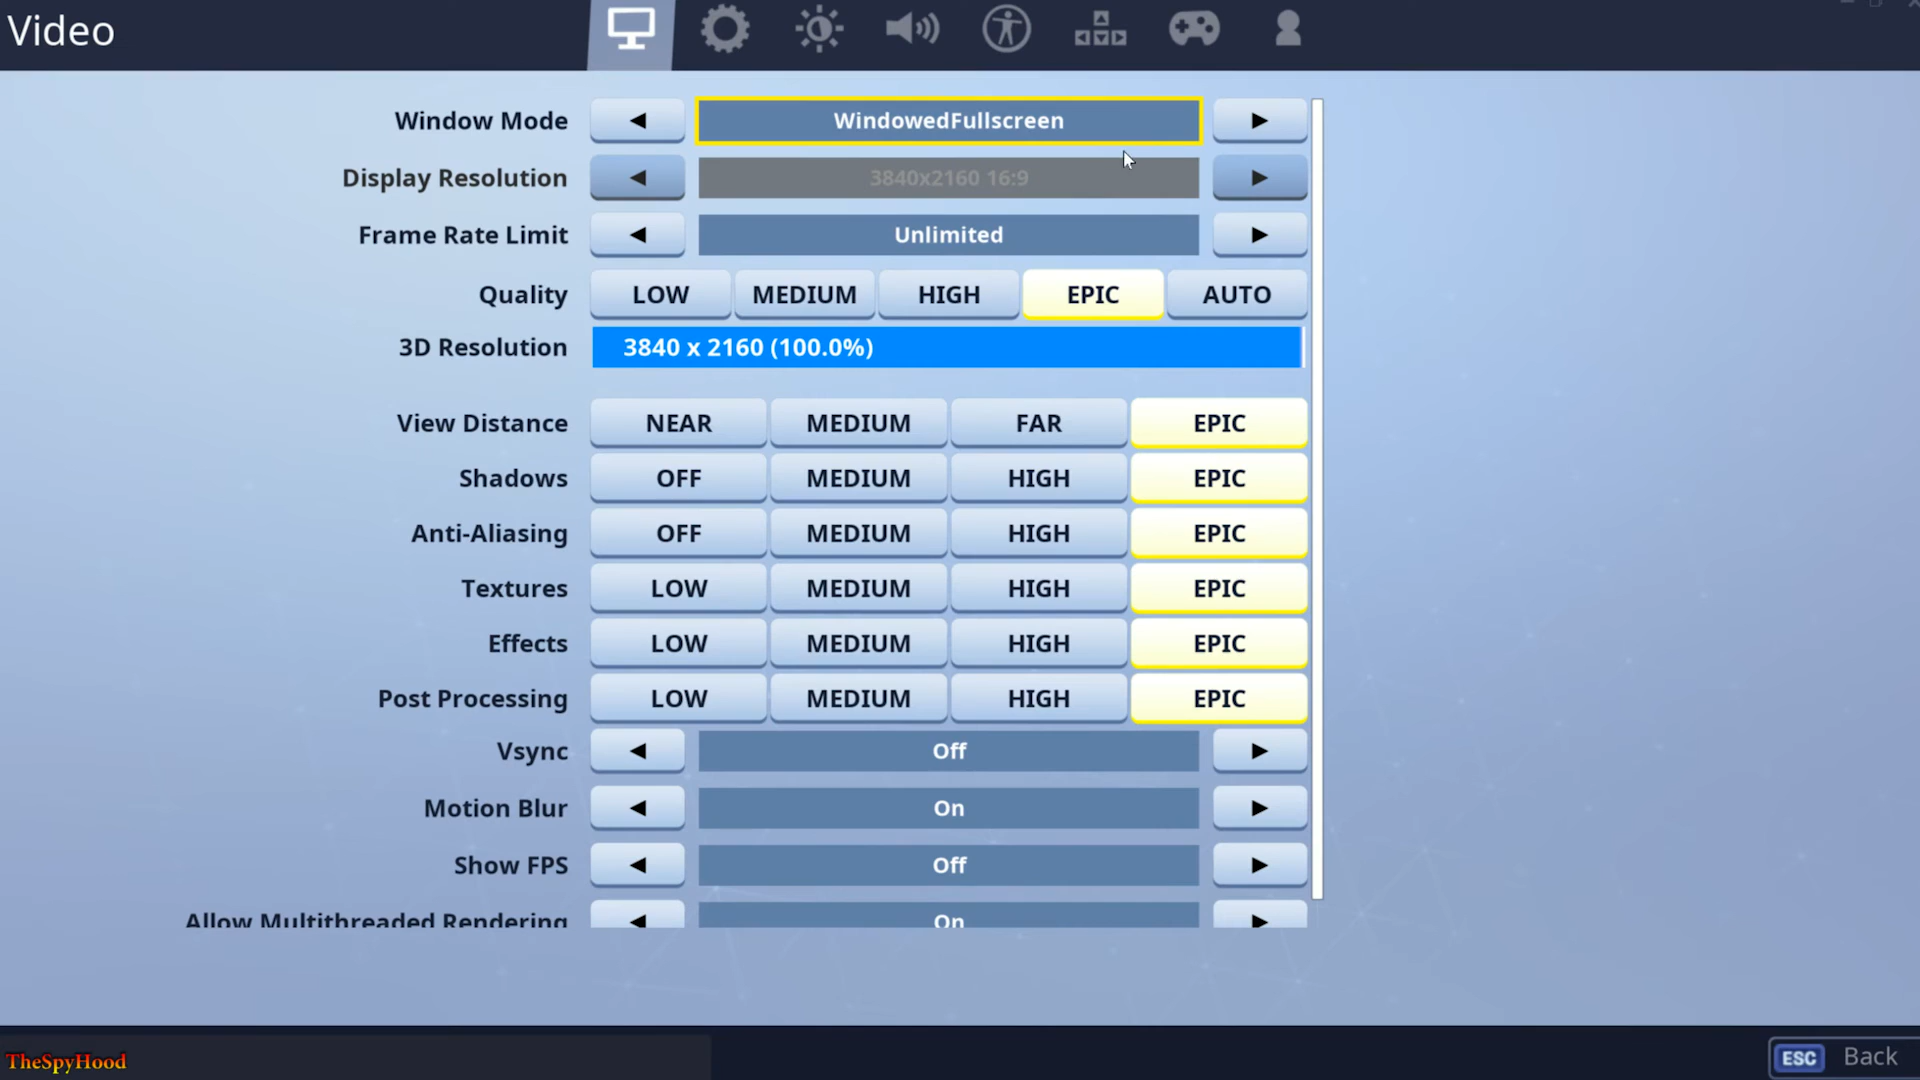 Video
Window Mode WindowedFullscreen
Display Resolution 3840x2160 16:9
Frame Rate Limit Unlimited
Quality LOW MEDIUM HIGH EPIC AUTO
3D Resolution 3840 x 2160 (100.0%)
View Distance NEAR MEDIUM FAR EPIC
Shadows OFF MEDIUM HIGH EPIC
Anti-Aliasing OFF MEDIUM HIGH EPIC
Textures LOW MEDIUM HIGH EPIC
Effects LOW MEDIUM HIGH EPIC
Post Processing LOW MEDIUM HIGH EPIC
Vsync Off
Motion Blur On
Show FPS Off
Allow Multithreaded Rendering On
TheSpyHood
ESC Back